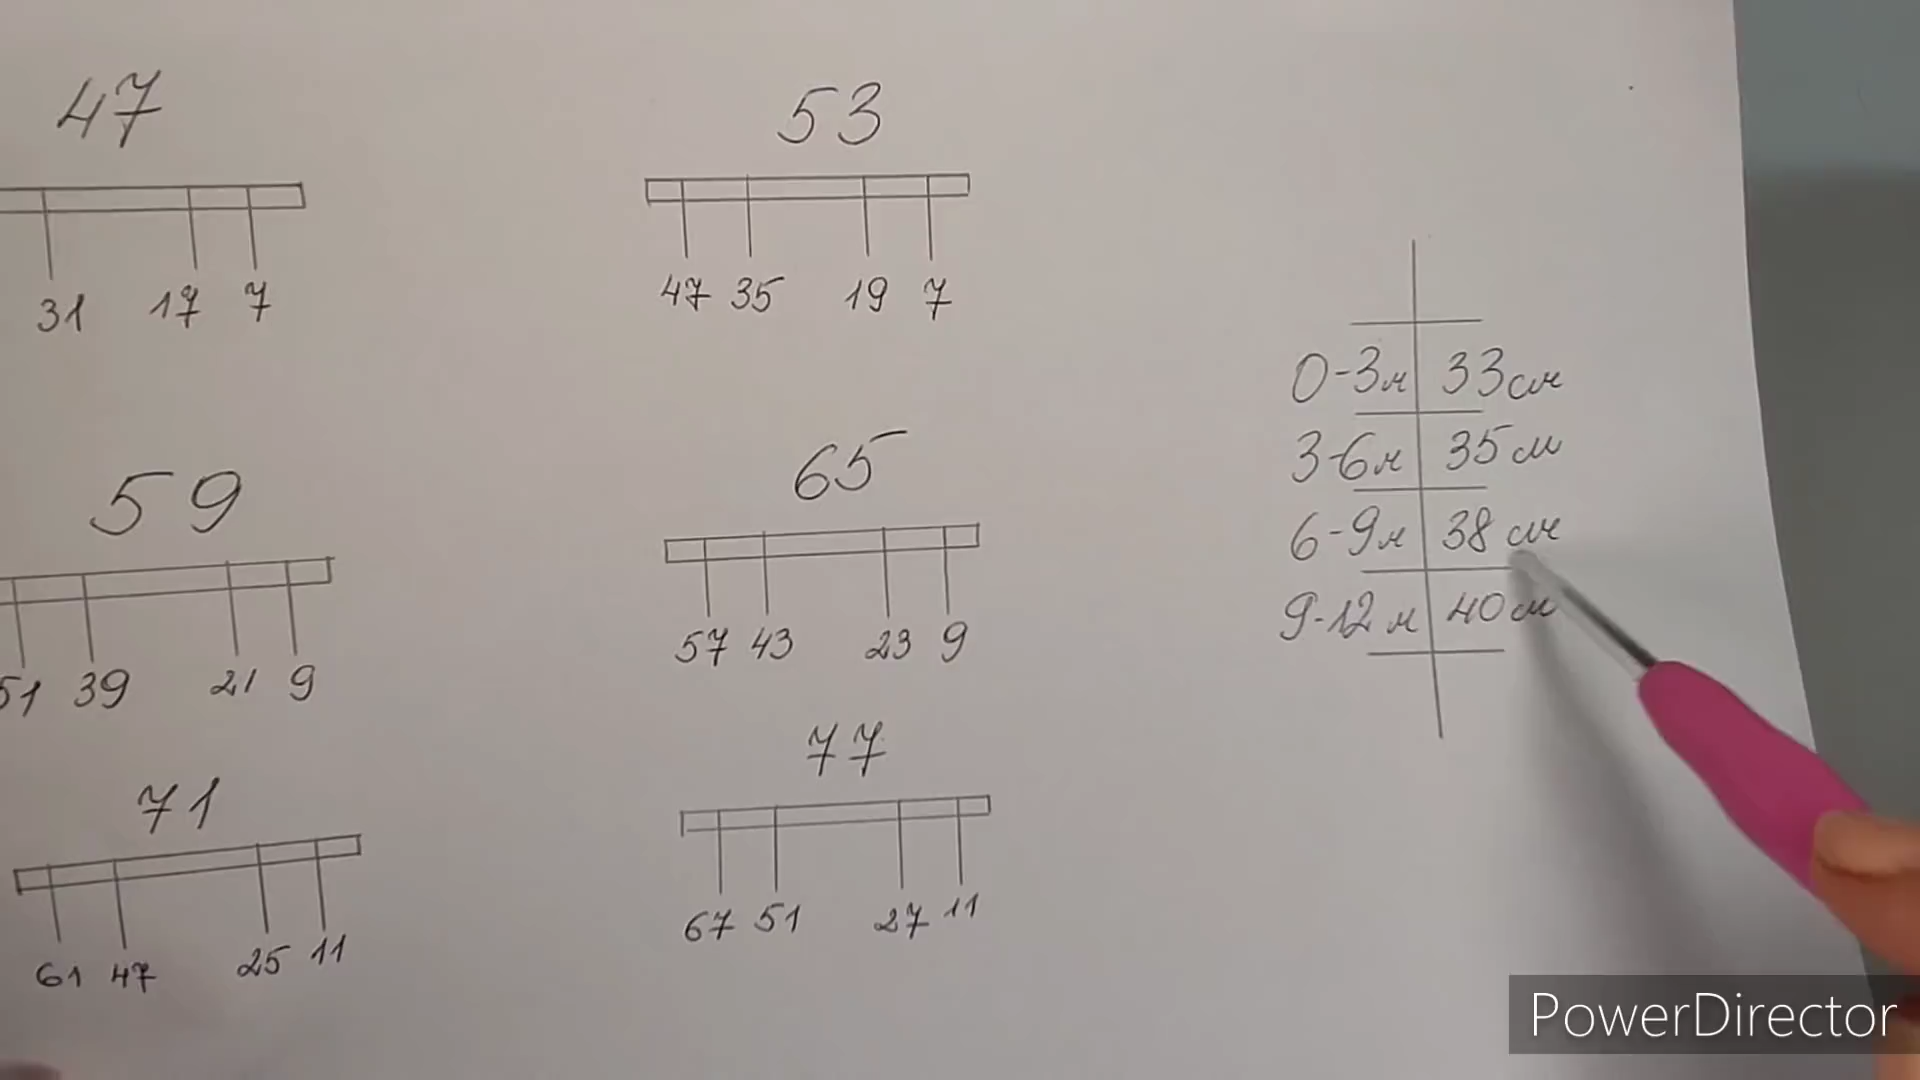 47
31 17 7
53
47 35 19 7
59
51 39 21 9
65
57 43 23 9
71
61 47 25 11
77
67 51 27 11
0-3м 33см
3-6м 35см
6-9м 38см
9-12м 40см
PowerDirector